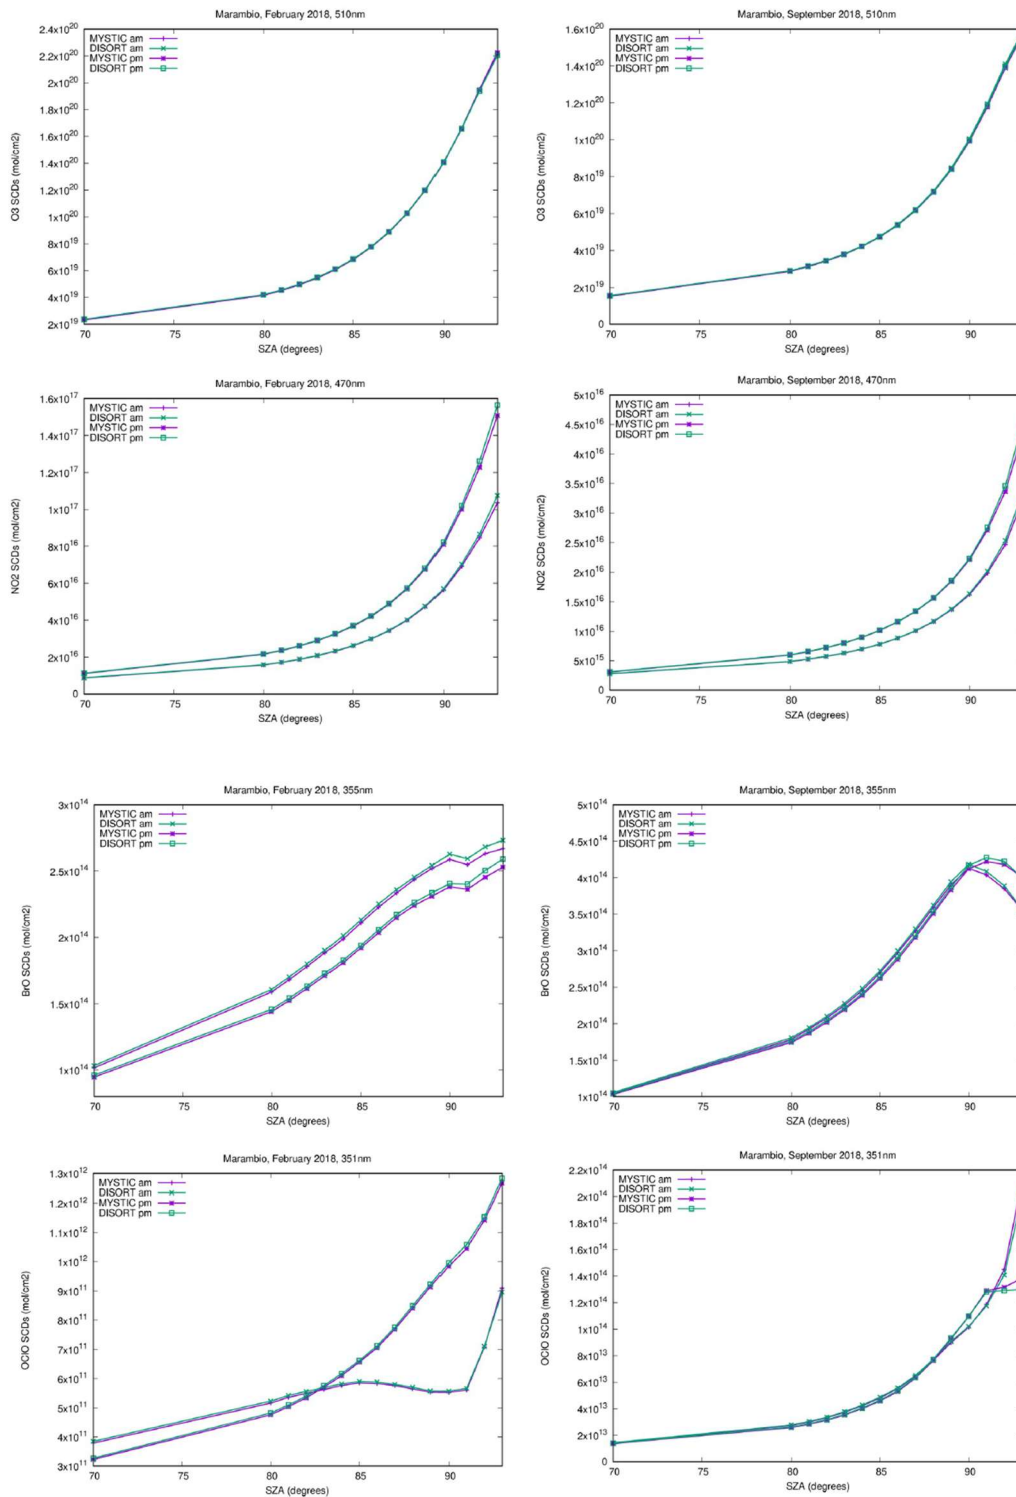 Marambio, February 2018, 510nm
MYSTIC am
DISORT am
MYSTIC pm
DISORT pm
2.4x10^20
2.2x10^20
2x10^20
1.8x10^20
1.6x10^20
1.4x10^20
1.2x10^20
1x10^20
8x10^19
6x10^19
4x10^19
2x10^19
O3 SCDs (mol/cm2)
70 75 80 85 90
SZA (degrees)
Marambio, September 2018, 510nm
MYSTIC am
DISORT am
MYSTIC pm
DISORT pm
1.6x10^20
1.4x10^20
1.2x10^20
1x10^20
8x10^19
6x10^19
4x10^19
2x10^19
0
O3 SCDs (mol/cm2)
70 75 80 85 90
SZA (degrees)
Marambio, February 2018, 470nm
MYSTIC am
DISORT am
MYSTIC pm
DISORT pm
1.6x10^17
1.4x10^17
1.2x10^17
1x10^17
8x10^16
6x10^16
4x10^16
2x10^16
0
NO2 SCDs (mol/cm2)
70 75 80 85 90
SZA (degrees)
Marambio, September 2018, 470nm
MYSTIC am
DISORT am
MYSTIC pm
DISORT pm
5x10^16
4.5x10^16
4x10^16
3.5x10^16
3x10^16
2.5x10^16
2x10^16
1.5x10^16
1x10^16
5x10^15
0
NO2 SCDs (mol/cm2)
70 75 80 85 90
SZA (degrees)
Marambio, February 2018, 355nm
MYSTIC am
DISORT am
MYSTIC pm
DISORT pm
3x10^14
2.5x10^14
2x10^14
1.5x10^14
1x10^14
BrO SCDs (mol/cm2)
70 75 80 85 90
SZA (degrees)
Marambio, September 2018, 355nm
MYSTIC am
DISORT am
MYSTIC pm
DISORT pm
5x10^14
4.5x10^14
4x10^14
3.5x10^14
3x10^14
2.5x10^14
2x10^14
1.5x10^14
1x10^14
BrO SCDs (mol/cm2)
70 75 80 85 90
SZA (degrees)
Marambio, February 2018, 351nm
MYSTIC am
DISORT am
MYSTIC pm
DISORT pm
1.3x10^12
1.2x10^12
1.1x10^12
1x10^12
9x10^11
8x10^11
7x10^11
6x10^11
5x10^11
4x10^11
3x10^11
OClO SCDs (mol/cm2)
70 75 80 85 90
SZA (degrees)
Marambio, September 2018, 351nm
MYSTIC am
DISORT am
MYSTIC pm
DISORT pm
2.2x10^14
2x10^14
1.8x10^14
1.6x10^14
1.4x10^14
1.2x10^14
1x10^14
8x10^13
6x10^13
4x10^13
2x10^13
0
OClO SCDs (mol/cm2)
70 75 80 85 90
SZA (degrees)